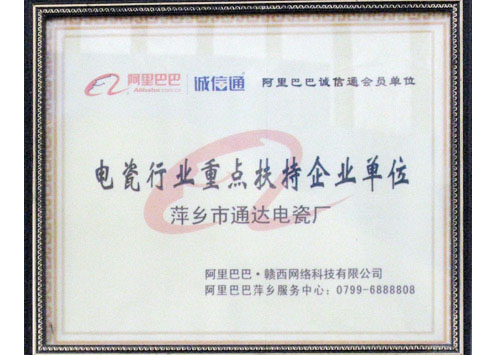 阿里巴巴 诚信通 阿里巴巴诚信通会员单位
Alibaba.com.cn
电瓷行业重点扶持企业单位
萍乡市通达电瓷厂
阿里巴巴·赣西网络科技有限公司
阿里巴巴萍乡服务中心：0799-6888808